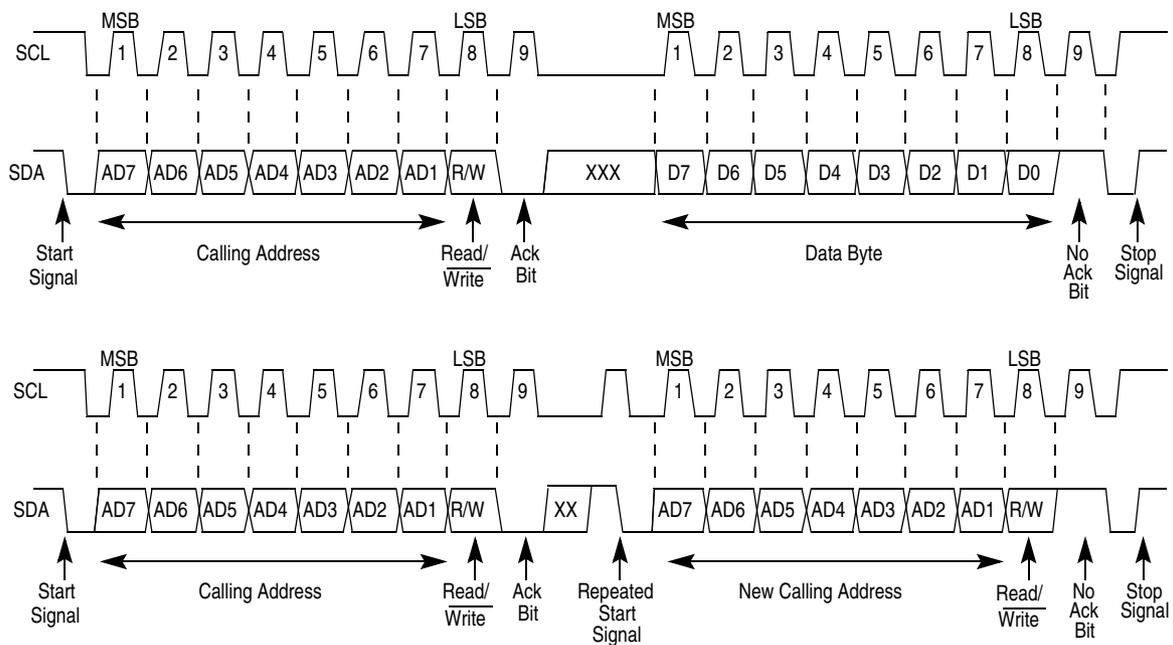 MSB LSB MSB LSB
SCL 1 2 3 4 5 6 7 8 9 1 2 3 4 5 6 7 8 9
SDA AD7 AD6 AD5 AD4 AD3 AD2 AD1 R/W XXX D7 D6 D5 D4 D3 D2 D1 D0
Start Signal
Calling Address
Read/ Write
Ack Bit
Data Byte
No Ack Bit
Stop Signal
MSB LSB MSB LSB
SCL 1 2 3 4 5 6 7 8 9 1 2 3 4 5 6 7 8 9
SDA AD7 AD6 AD5 AD4 AD3 AD2 AD1 R/W XX AD7 AD6 AD5 AD4 AD3 AD2 AD1 R/W
Start Signal
Calling Address
Read/ Write
Ack Bit
Repeated Start Signal
New Calling Address
Read/ Write
No Ack Bit
Stop Signal